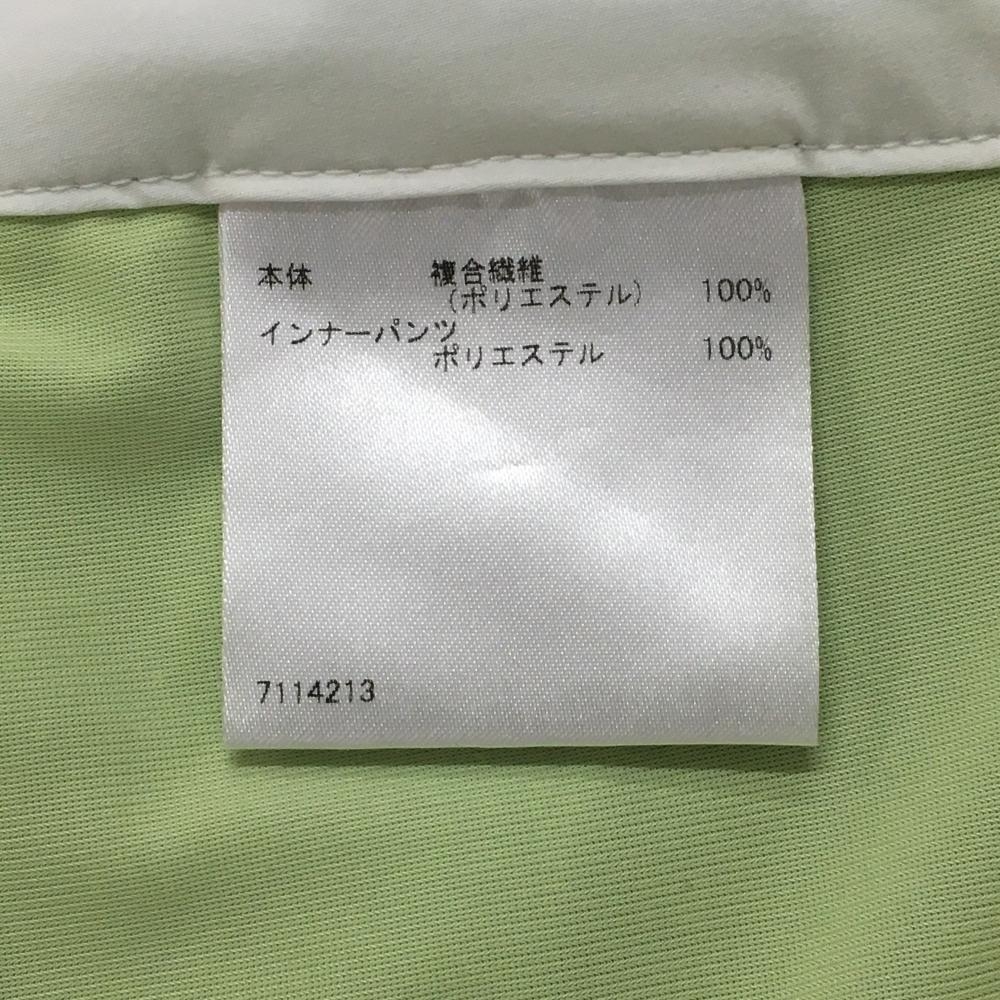 本体 複合繊維
(ポリエステル) 100%
インナーパンツ
ポリエステル 100%
7114213